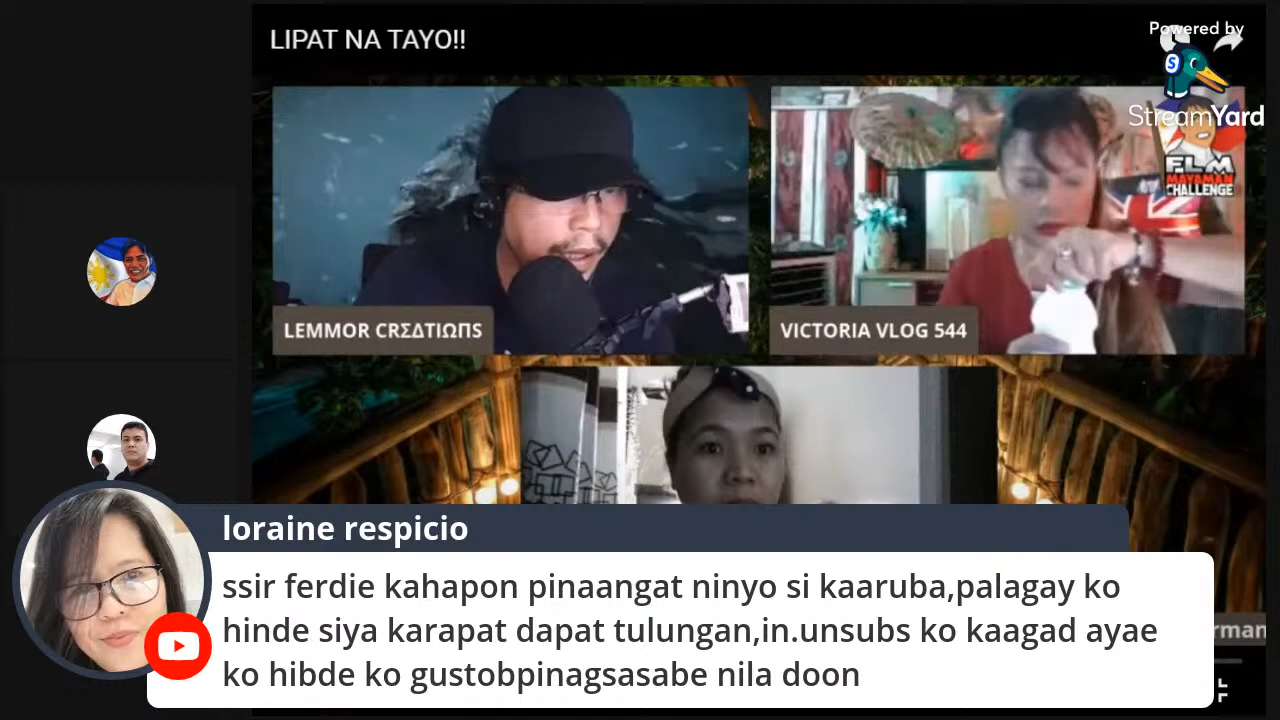 LIPAT NA TAYO!!
Powered by
StreamYard
FLM
MAYAMAN
CHALLENGE
LEMMOR CRΣΔTIΩΠS
VICTORIA VLOG 544
loraine respicio
ssir ferdie kahapon pinaangat ninyo si kaaruba,palagay ko
hinde siya karapat dapat tulungan,in.unsubs ko kaagad ayae
ko hibde ko gustobpinagsasabe nila doon